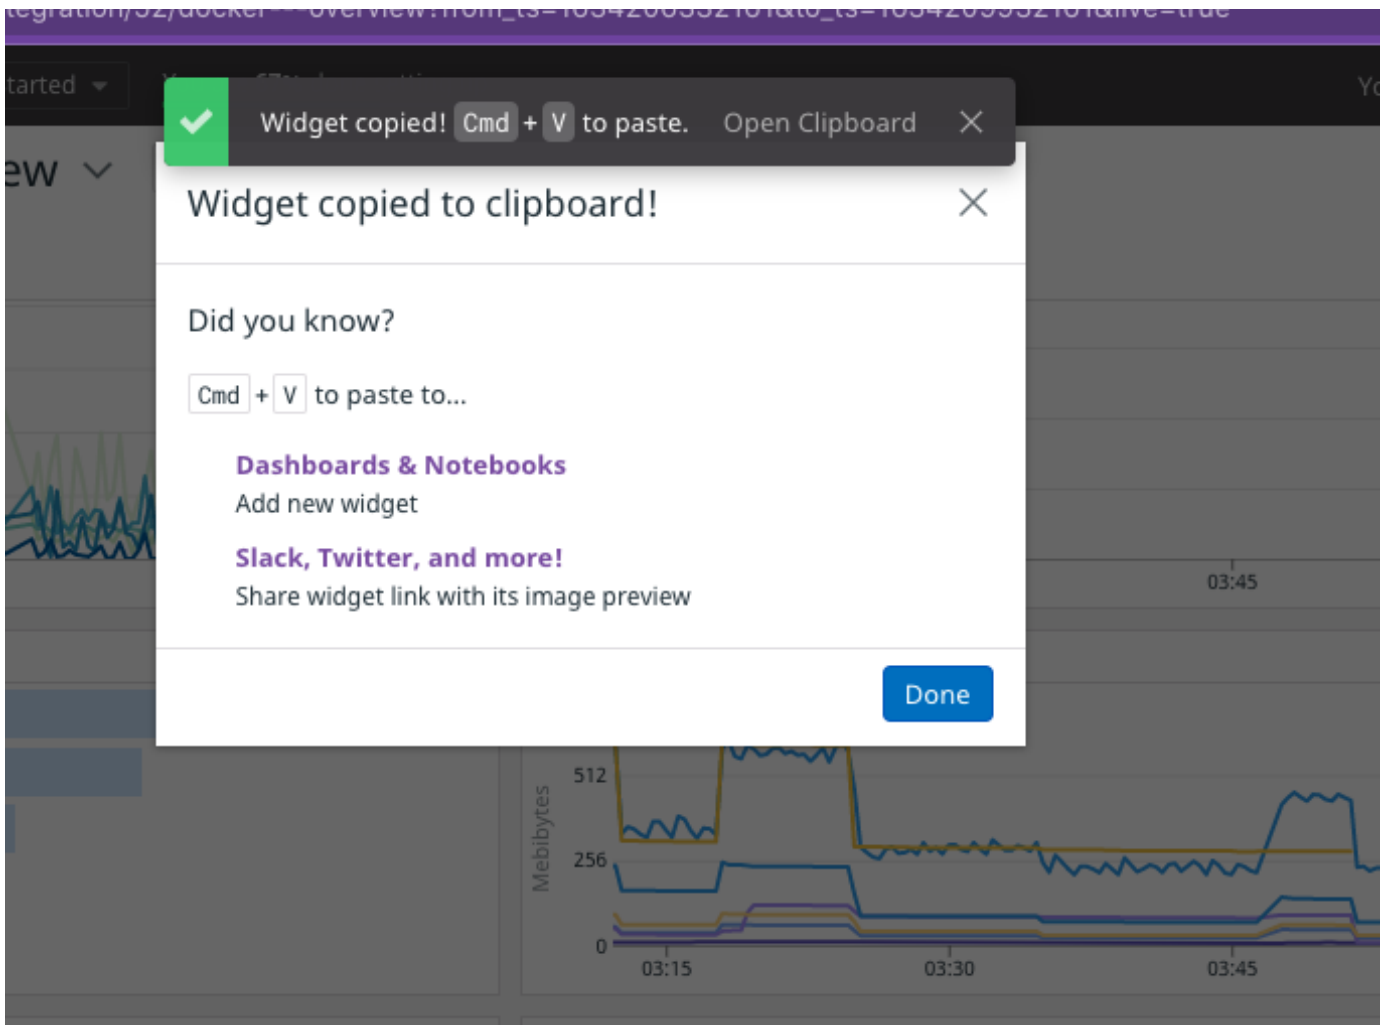 tarted
Widget copied! Cmd + V to paste. Open Clipboard
ew
Widget copied to clipboard!
Did you know?
Cmd + V to paste to...
Dashboards & Notebooks
Add new widget
Slack, Twitter, and more!
Share widget link with its image preview
03:45
Done
512
Mebibytes
256
0
03:15 03:30 03:45